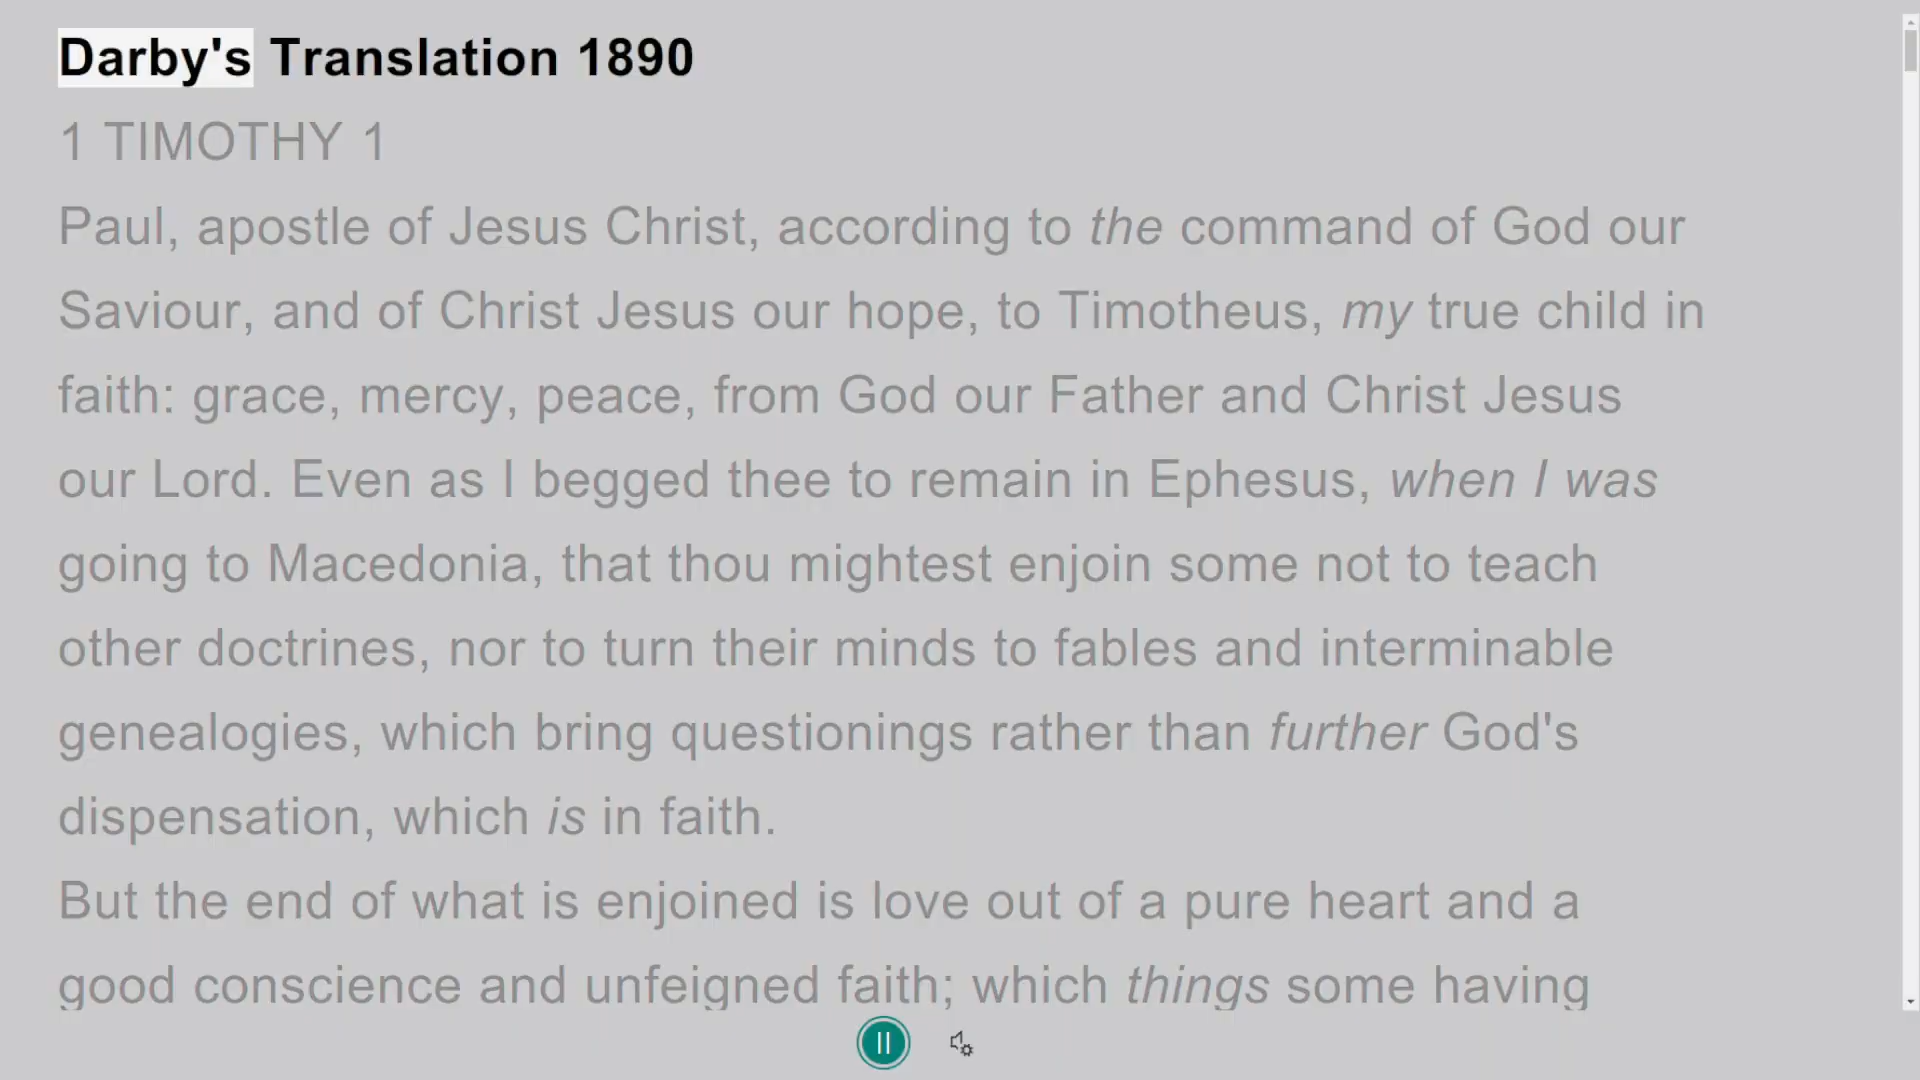 Darby's Translation 1890
1 TIMOTHY 1
Paul, apostle of Jesus Christ, according to the command of God our
Saviour, and of Christ Jesus our hope, to Timotheus, my true child in
faith: grace, mercy, peace, from God our Father and Christ Jesus
our Lord. Even as I begged thee to remain in Ephesus, when I was
going to Macedonia, that thou mightest enjoin some not to teach
other doctrines, nor to turn their minds to fables and interminable
genealogies, which bring questionings rather than further God's
dispensation, which is in faith.
But the end of what is enjoined is love out of a pure heart and a
good conscience and unfeigned faith; which things some having